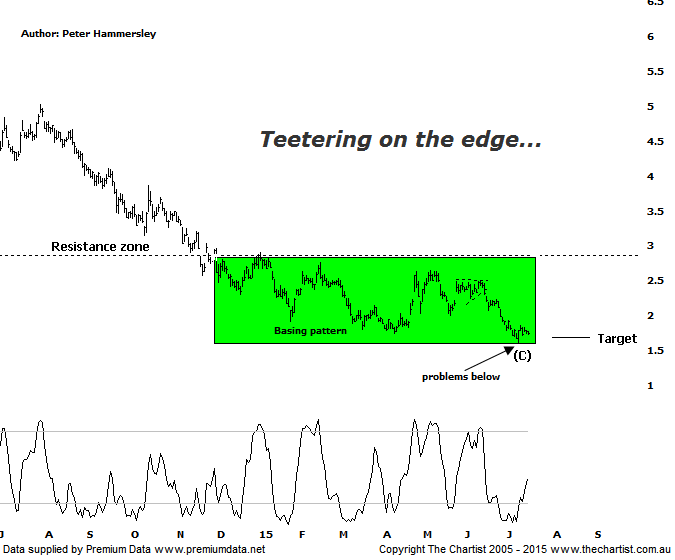 6.5
Author: Peter Hammersley
6
5.5
5
Teetering on the edge...
4.5
4
3.5
Resistance zone
3
2.5
2
Basing pattern
Target
(C)
1.5
problems below
1
J A S O N D 15 F M A M J J A S
Data supplied by Premium Data www.premiumdata.net
Copyright The Chartist 2005 - 2015 www.thechartist.com.au